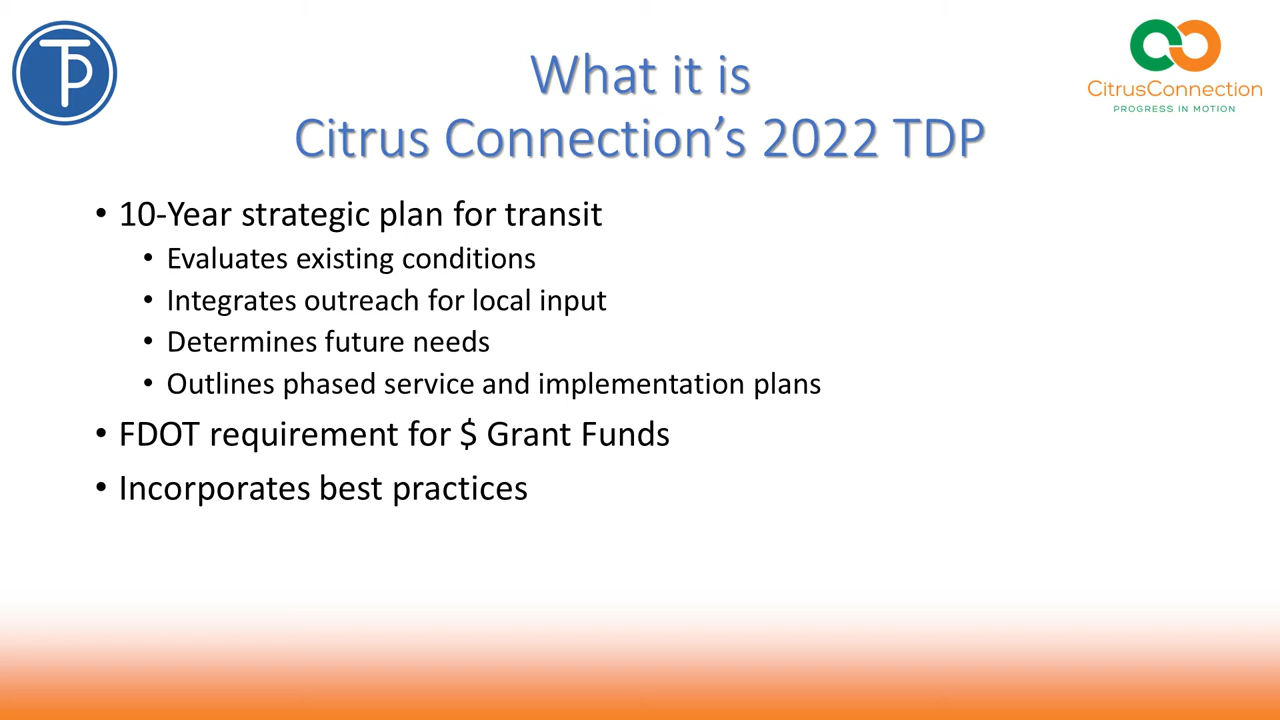 TP
CitrusConnection
PROGRESS IN MOTION
What it is
Citrus Connection’s 2022 TDP
• 10-Year strategic plan for transit
• Evaluates existing conditions
• Integrates outreach for local input
• Determines future needs
• Outlines phased service and implementation plans
• FDOT requirement for $ Grant Funds
• Incorporates best practices